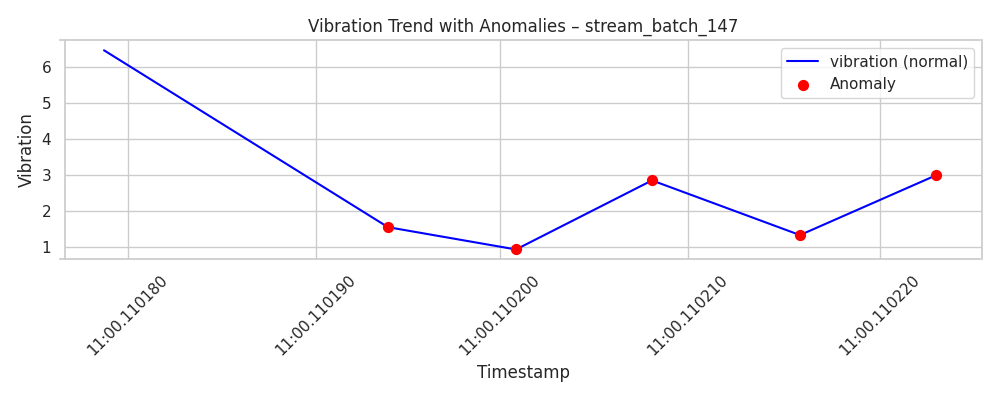 Vibration Trend with Anomalies – stream_batch_147
vibration (normal)
Anomaly
Vibration
6
5
4
3
2
1
11:00.110180
11:00.110190
11:00.110200
11:00.110210
11:00.110220
Timestamp